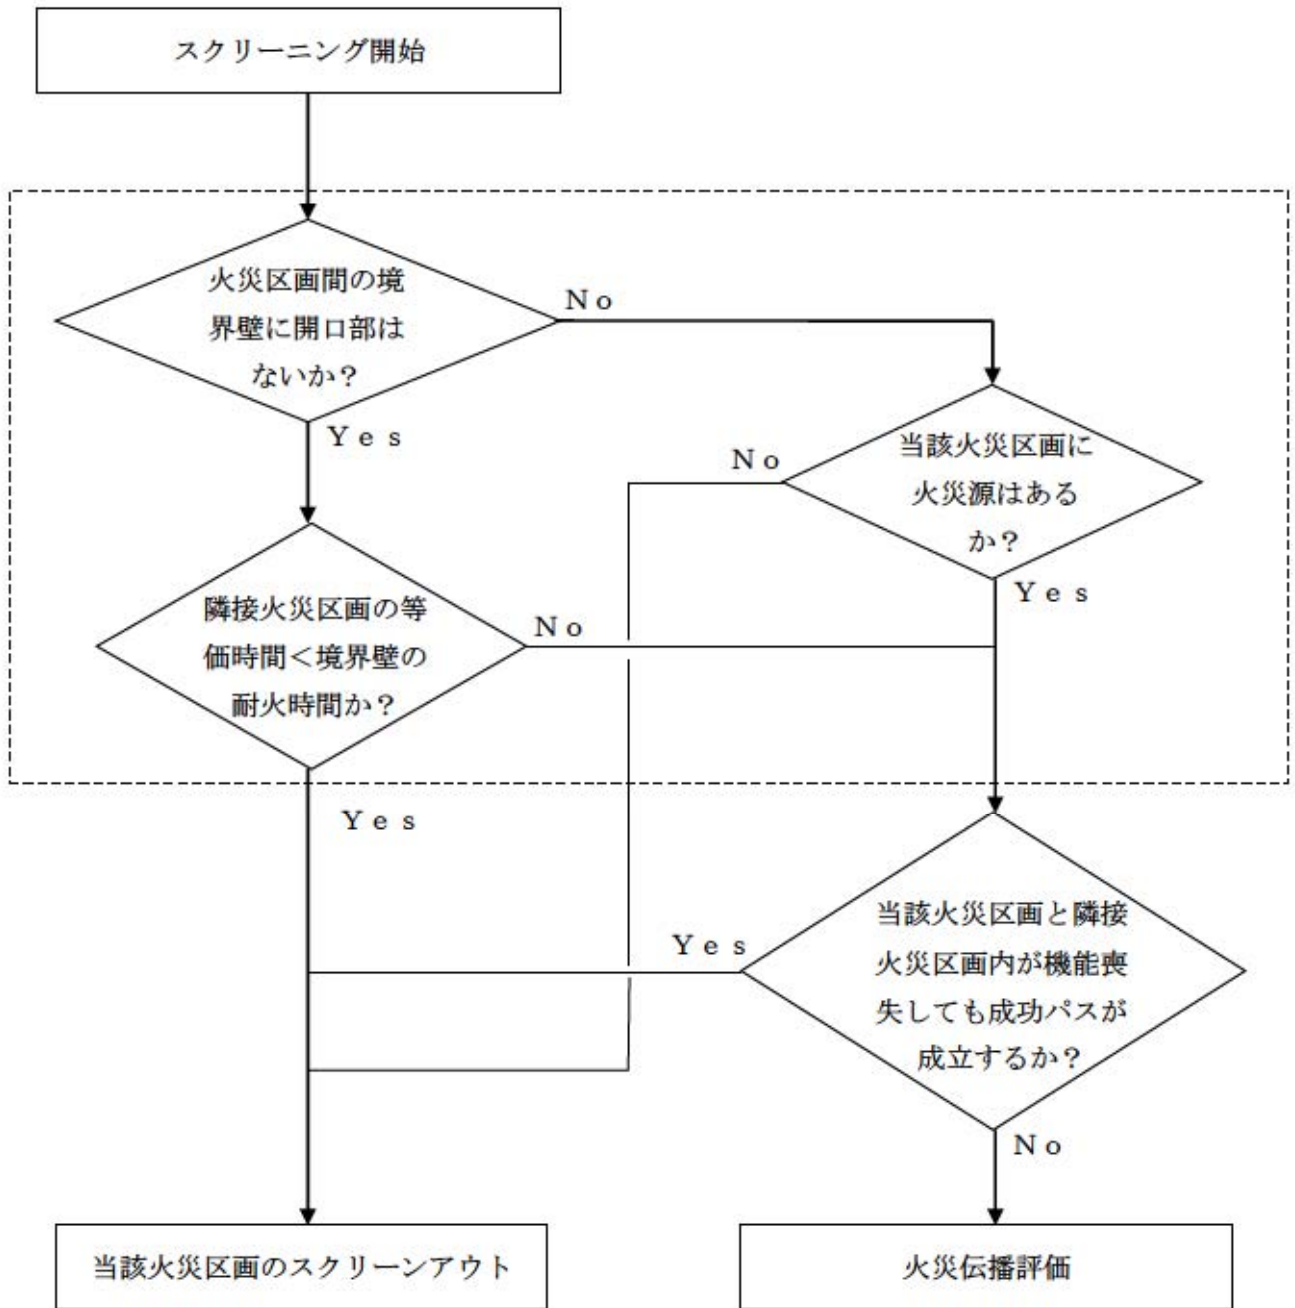 スクリーニング開始
火災区画間の境
界壁に開口部は
ないか？
No
Yes
当該火災区画に
火災源はある
か？
No
Yes
隣接火災区画の等
価時間＜境界壁の
耐火時間か？
No
Yes
当該火災区画と隣接
火災区画内が機能喪
失しても成功パスが
成立するか？
Yes
No
当該火災区画のスクリーンアウト
火災伝播評価